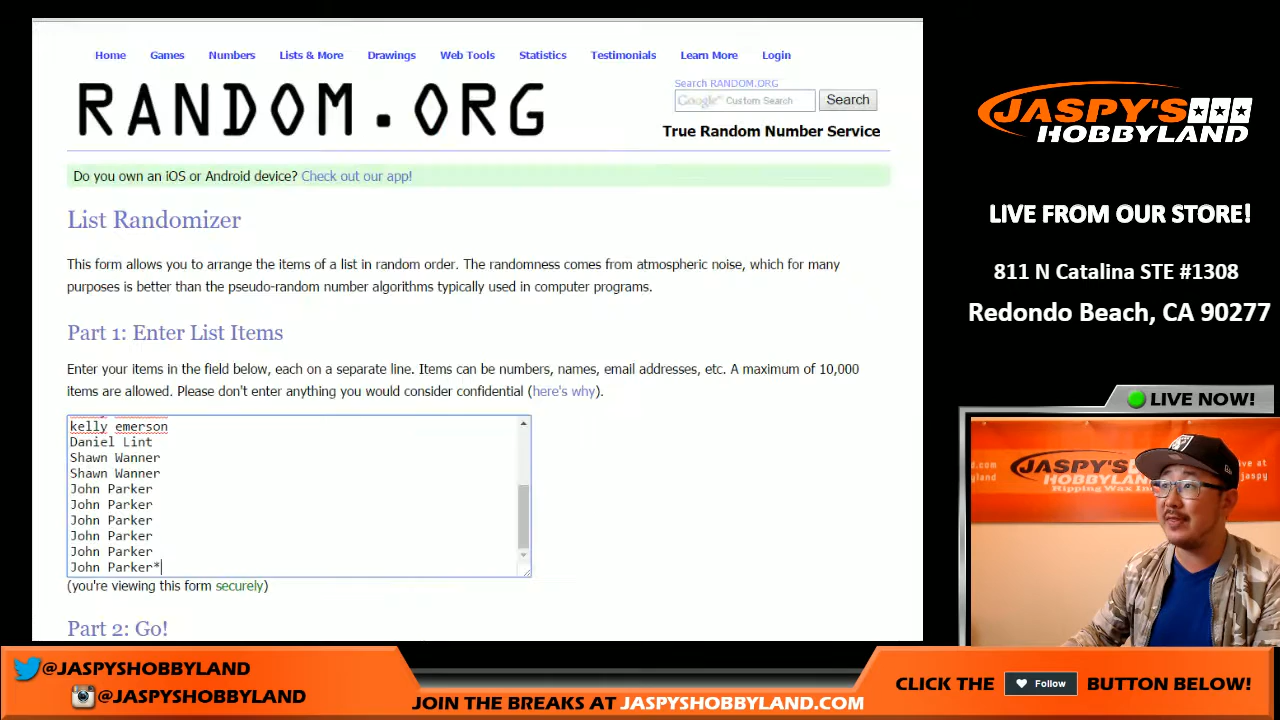 Home Games Numbers Lists & More Drawings Web Tools Statistics Testimonials Learn More Login
RANDOM.ORG
Search RANDOM.ORG
Google Custom Search
Search
True Random Number Service
Do you own an iOS or Android device? Check out our app!
List Randomizer
This form allows you to arrange the items of a list in random order. The randomness comes from atmospheric noise, which for many
purposes is better than the pseudo-random number algorithms typically used in computer programs.
Part 1: Enter List Items
Enter your items in the field below, each on a separate line. Items can be numbers, names, email addresses, etc. A maximum of 10,000
items are allowed. Please don't enter anything you would consider confidential (here's why).
kelly emerson
Daniel Lint
Shawn Wanner
Shawn Wanner
John Parker
John Parker
John Parker
John Parker
John Parker
John Parker*
(you're viewing this form securely)
Part 2: Go!
JASPY'S
HOBBYLAND
LIVE FROM OUR STORE!
811 N Catalina STE #1308
Redondo Beach, CA 90277
LIVE NOW!
JASPY'S
HOBBYLAND
Ripping Wax
@JASPYSHOBBYLAND
@JASPYSHOBBYLAND
JOIN THE BREAKS AT JASPYSHOBBYLAND.COM
CLICK THE Follow BUTTON BELOW!